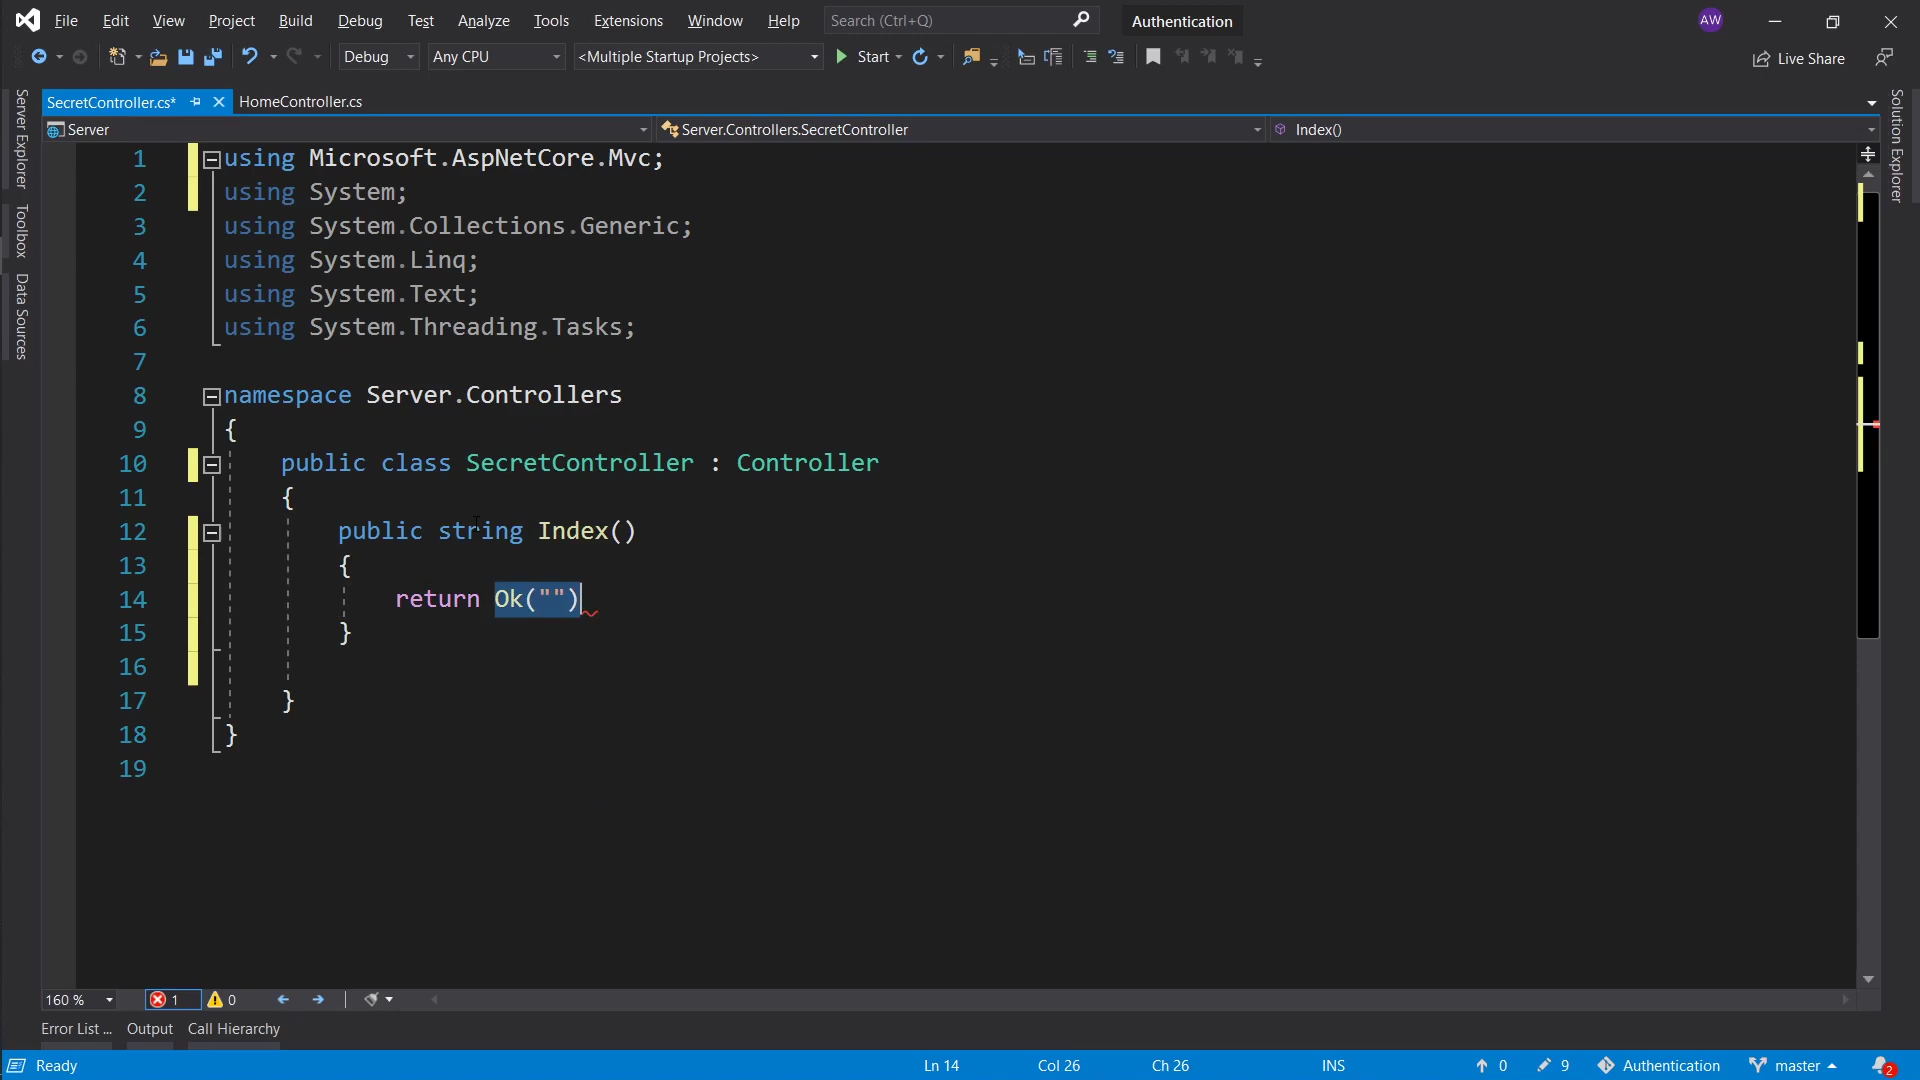 File Edit View Project Build Debug Test Analyze Tools Extensions Window Help Search (Ctrl+Q) Authentication AW
Debug Any CPU <Multiple Startup Projects> Start Live Share
SecretController.cs* HomeController.cs
Server Server.Controllers.SecretController Index()
Server Explorer
Toolbox
Data Sources
Solution Explorer
1 using Microsoft.AspNetCore.Mvc;
2 using System;
3 using System.Collections.Generic;
4 using System.Linq;
5 using System.Text;
6 using System.Threading.Tasks;
7
8 namespace Server.Controllers
9 {
10 public class SecretController : Controller
11 {
12 public string Index()
13 {
14 return Ok("")
15 }
16
17 }
18 }
19
160 % 1 0
Error List ... Output Call Hierarchy
Ready Ln 14 Col 26 Ch 26 INS 0 9 Authentication master 2